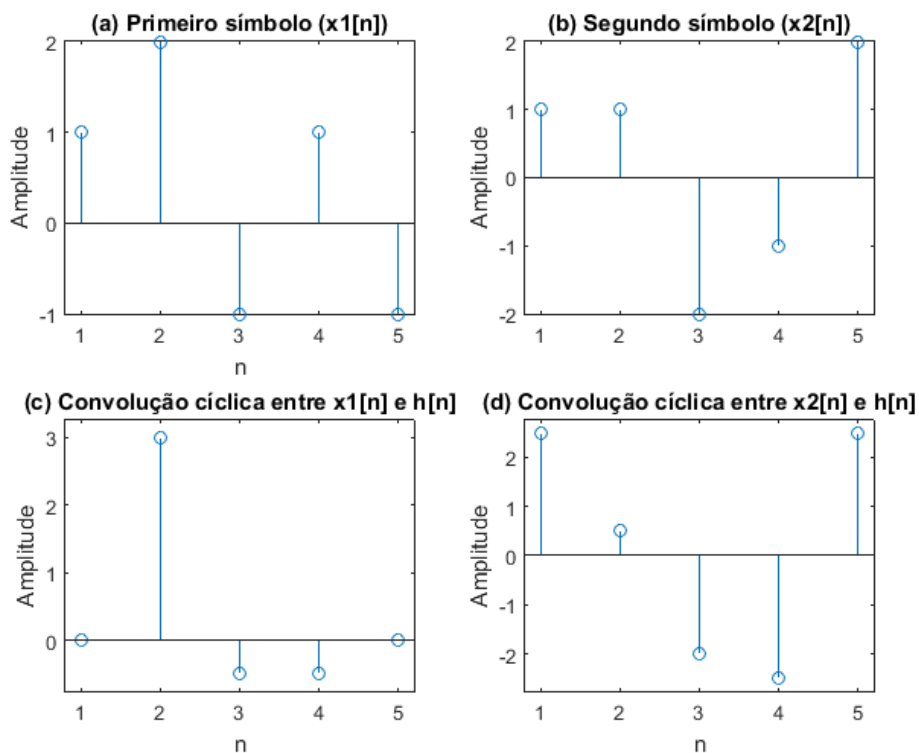 (a) Primeiro símbolo (x1[n])
2
1
0
-1
Amplitude
1 2 3 4 5
n
(b) Segundo símbolo (x2[n])
2
1
0
-1
-2
Amplitude
1 2 3 4 5
(c) Convolução cíclica entre x1[n] e h[n]
3
2
1
0
Amplitude
1 2 3 4 5
n
(d) Convolução cíclica entre x2[n] e h[n]
2
1
0
-1
-2
Amplitude
1 2 3 4 5
n